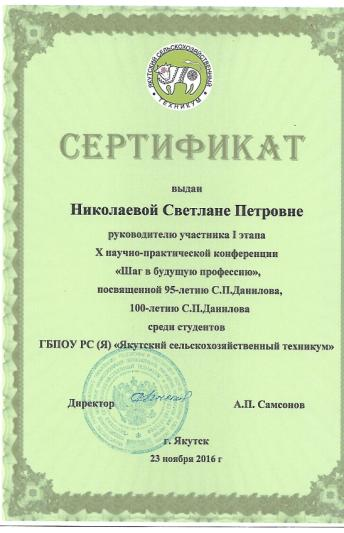 ЯКУТСКИЙ СЕЛЬСКОХОЗЯЙСТВЕННЫЙ
ТЕХНИКУМ
СЕРТИФИКАТ
выдан
Николаевой Светлане Петровне
руководителю участника I этапа
X научно-практической конференции
«Шаг в будущую профессию»,
посвященной 95-летию С.П.Данилова,
100-летию С.П.Данилова
среди студентов
ГБПОУ РС (Я) «Якутский сельскохозяйственный техникум»
Директор А.П. Самсонов
г. Якутск
23 ноября 2016 г